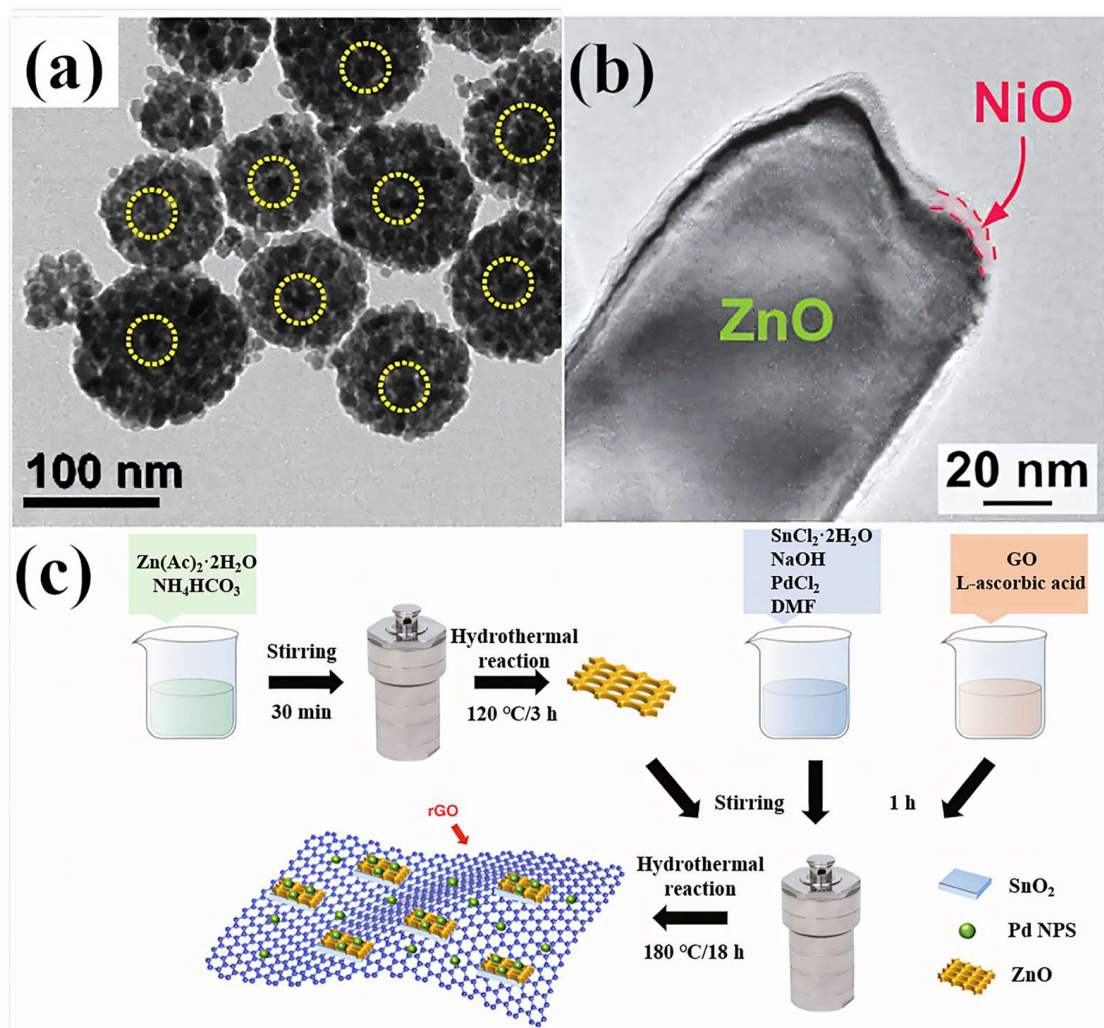 (a)
100 nm
(b)
NiO
ZnO
20 nm
(c)
Zn(Ac)₂·2H₂O
NH₄HCO₃
Stirring
30 min
Hydrothermal
reaction
120 °C/3 h
SnCl₂·2H₂O
NaOH
PdCl₂
DMF
GO
L-ascorbic acid
Stirring
1 h
rGO
Hydrothermal
reaction
180 °C/18 h
SnO₂
Pd NPS
ZnO